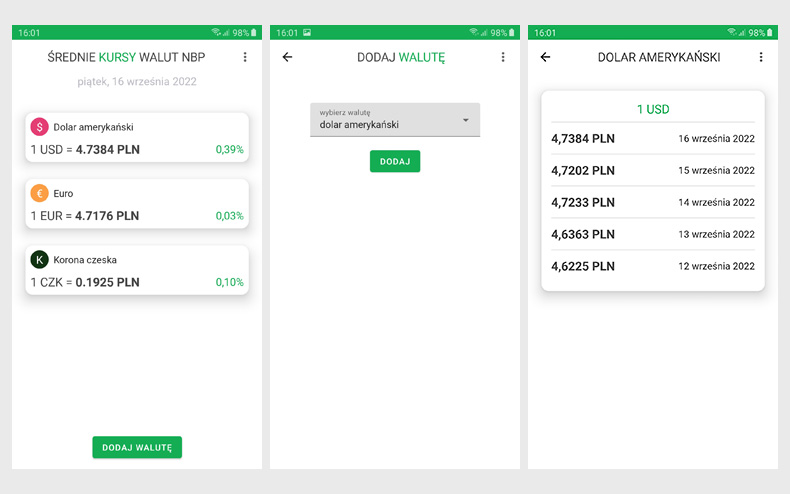 16:01 98%
ŚREDNIE KURSY WALUT NBP
piątek, 16 września 2022
$ Dolar amerykański
1 USD = 4.7384 PLN 0,39%
€ Euro
1 EUR = 4.7176 PLN 0,03%
K Korona czeska
1 CZK = 0.1925 PLN 0,10%
DODAJ WALUTĘ
16:01 98%
DODAJ WALUTĘ
wybierz walutę
dolar amerykański
DODAJ
16:01 98%
DOLAR AMERYKAŃSKI
1 USD
4,7384 PLN 16 września 2022
4,7202 PLN 15 września 2022
4,7233 PLN 14 września 2022
4,6363 PLN 13 września 2022
4,6225 PLN 12 września 2022